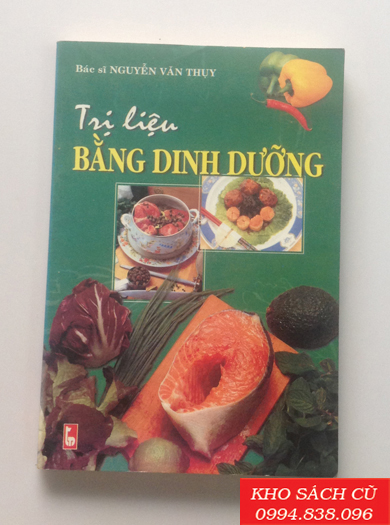 Bác sĩ NGUYỄN VĂN THỤY
Trị liệu
BẰNG DINH DƯỠNG
KHO SÁCH CŨ
0994.838.096